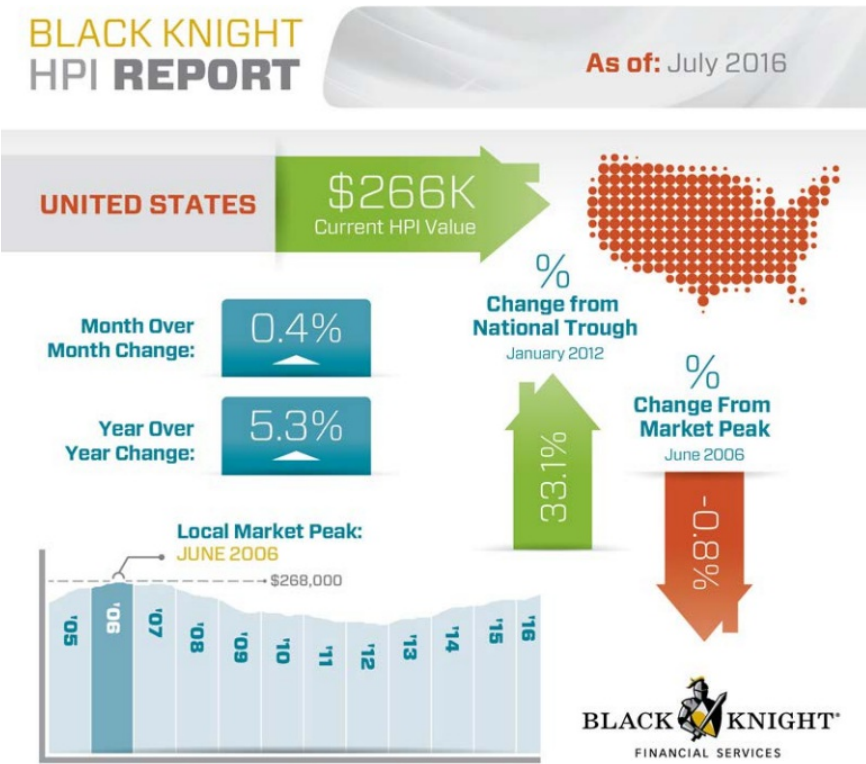 BLACK KNIGHT
HPI REPORT
As of: July 2016
UNITED STATES
$266K
Current HPI Value
Month Over
Month Change:
0.4%
Year Over
Year Change:
5.3%
%
Change from
National Trough
January 2012
33.1%
%
Change From
Market Peak
June 2006
-0.8%
Local Market Peak:
JUNE 2006
$268,000
'05
'06
'07
'08
'09
'10
'11
'12
'13
'14
'15
'16
BLACK KNIGHT®
FINANCIAL SERVICES